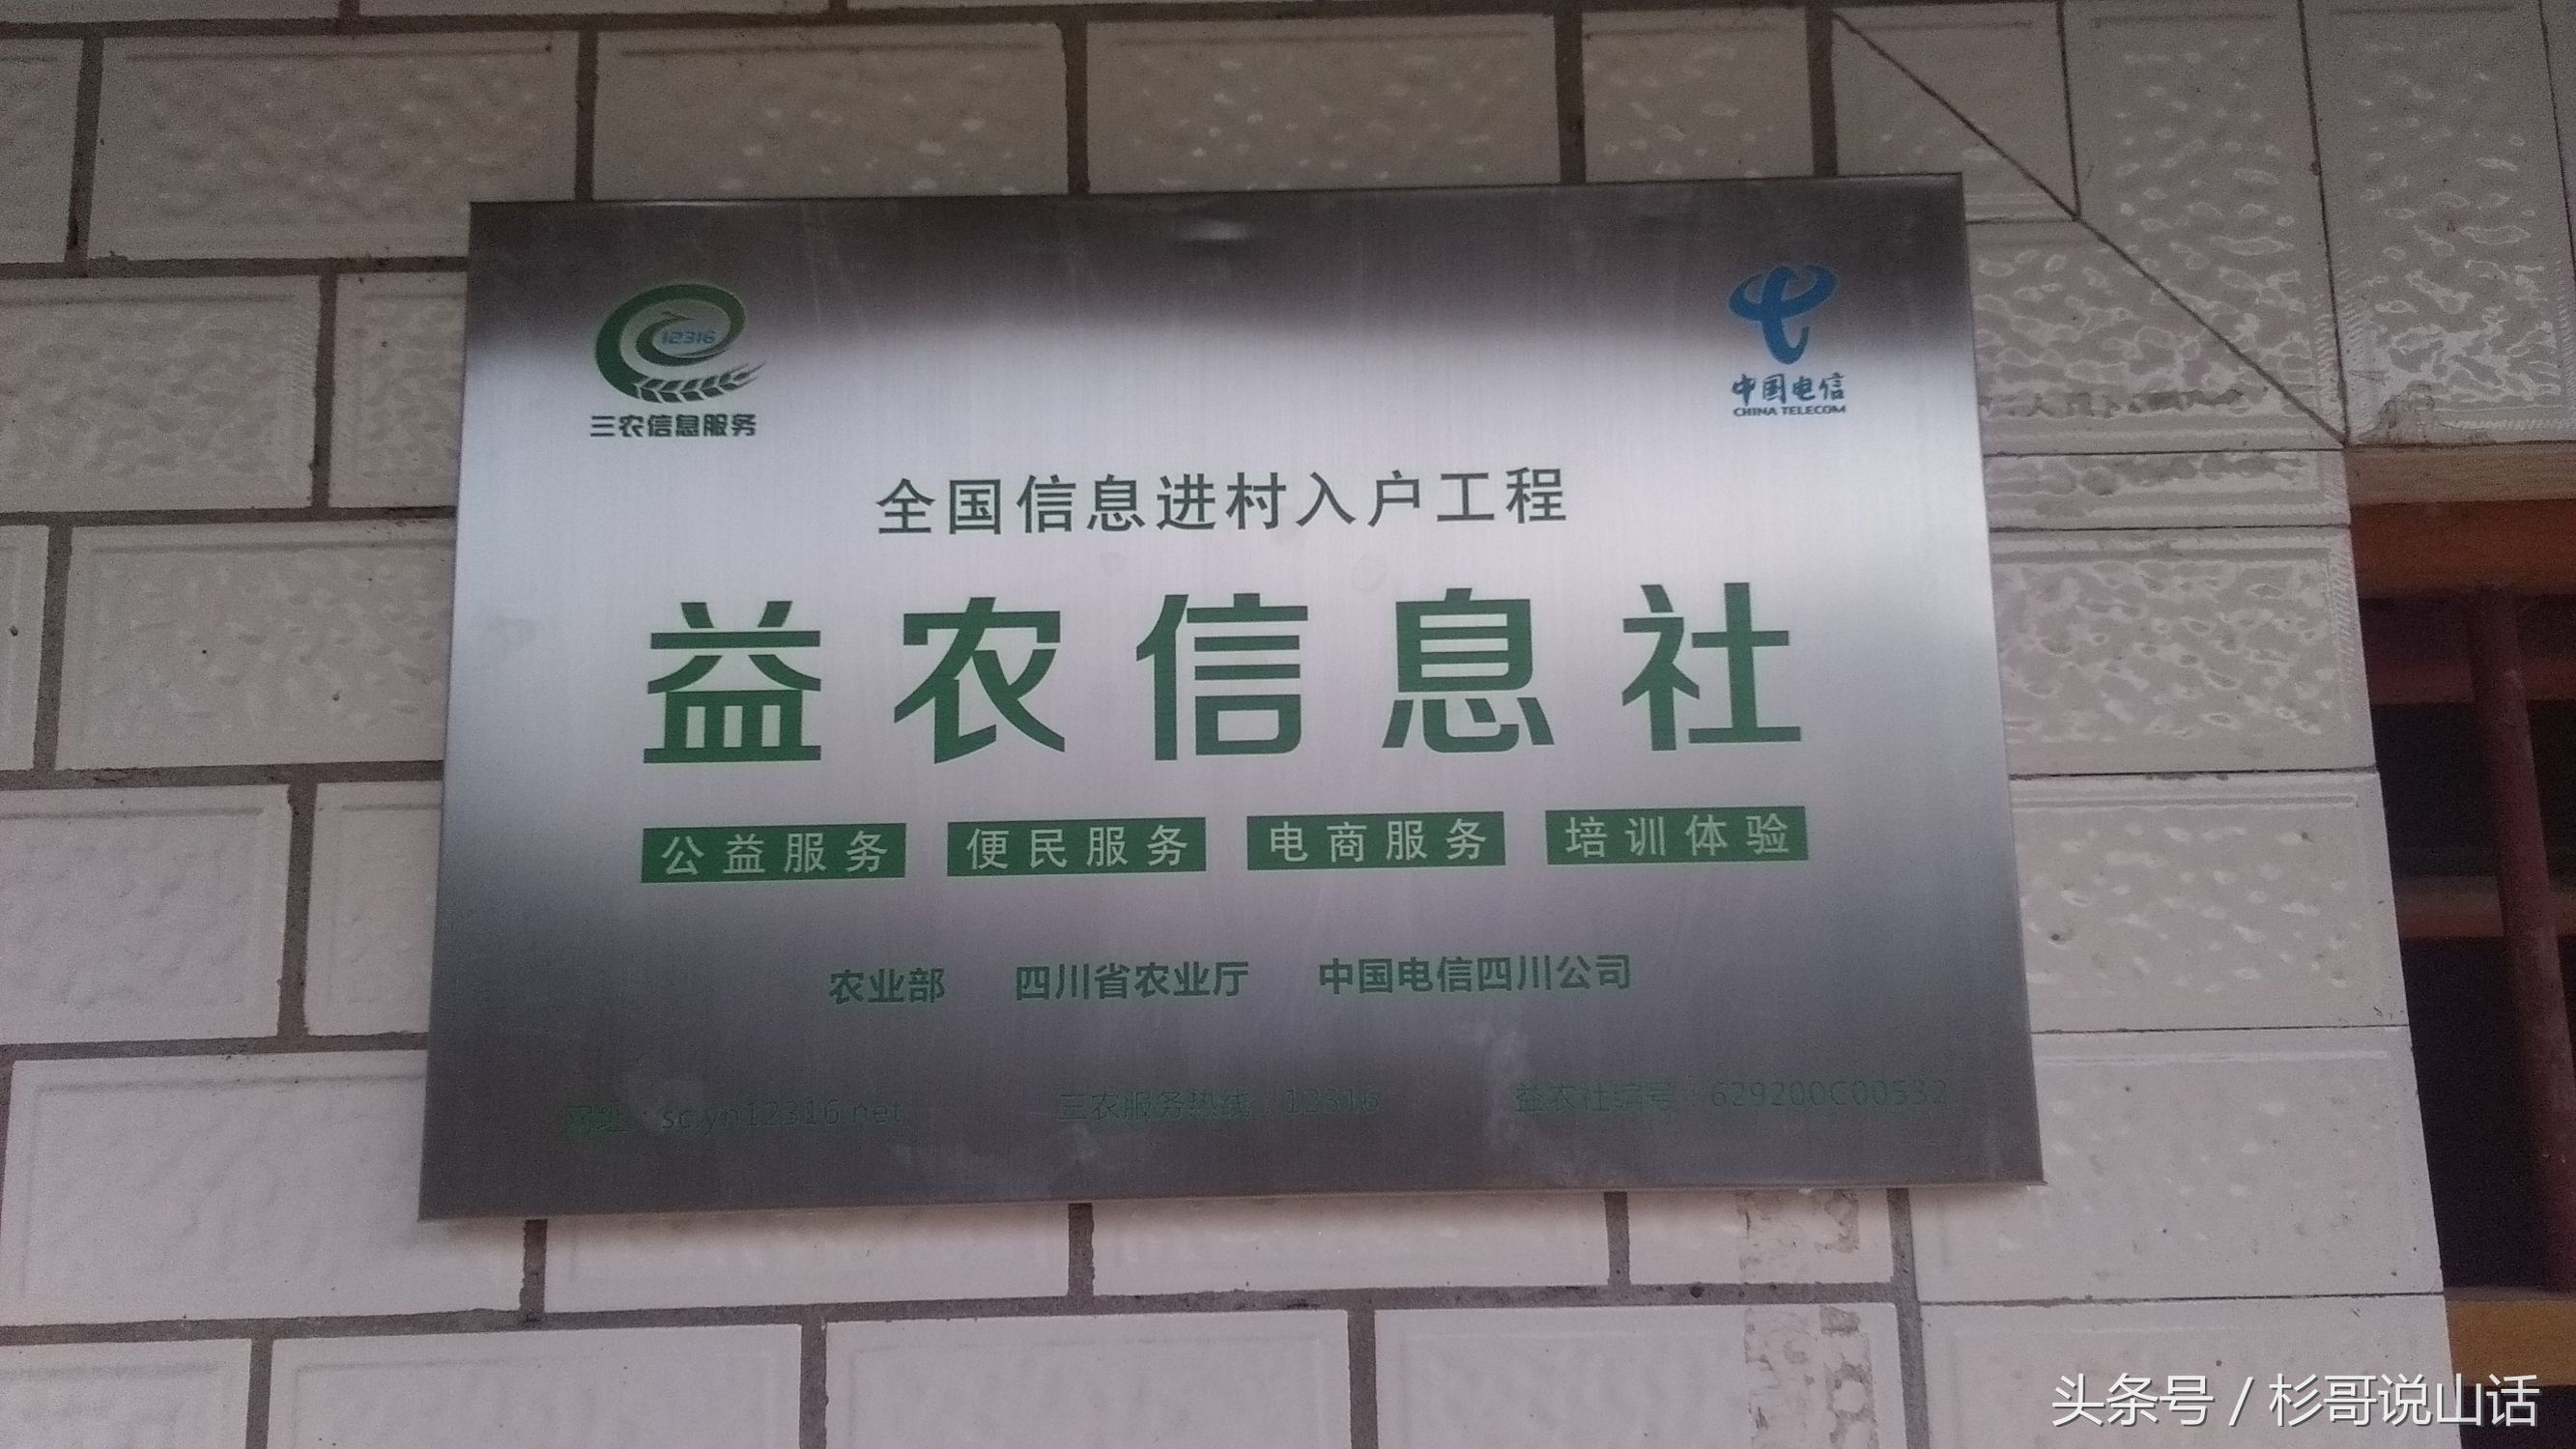 12316
三农信息服务
中国电信
CHINA TELECOM
全国信息进村入户工程
益农信息社
公益服务 便民服务 电商服务 培训体验
农业部 四川省农业厅 中国电信四川公司
网址：sc.yn12316.net 三农服务热线：12316 益农社编号：629200C00532
头条号 / 杉哥说山话